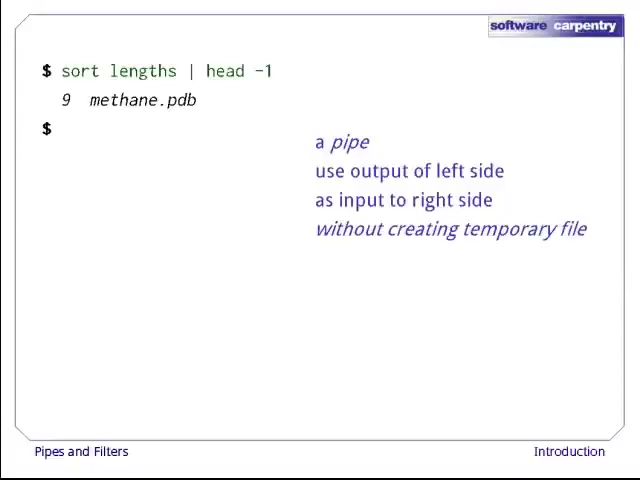 software carpentry
$ sort lengths | head -1
9 methane.pdb
$
a pipe
use output of left side
as input to right side
without creating temporary file
Pipes and Filters
Introduction